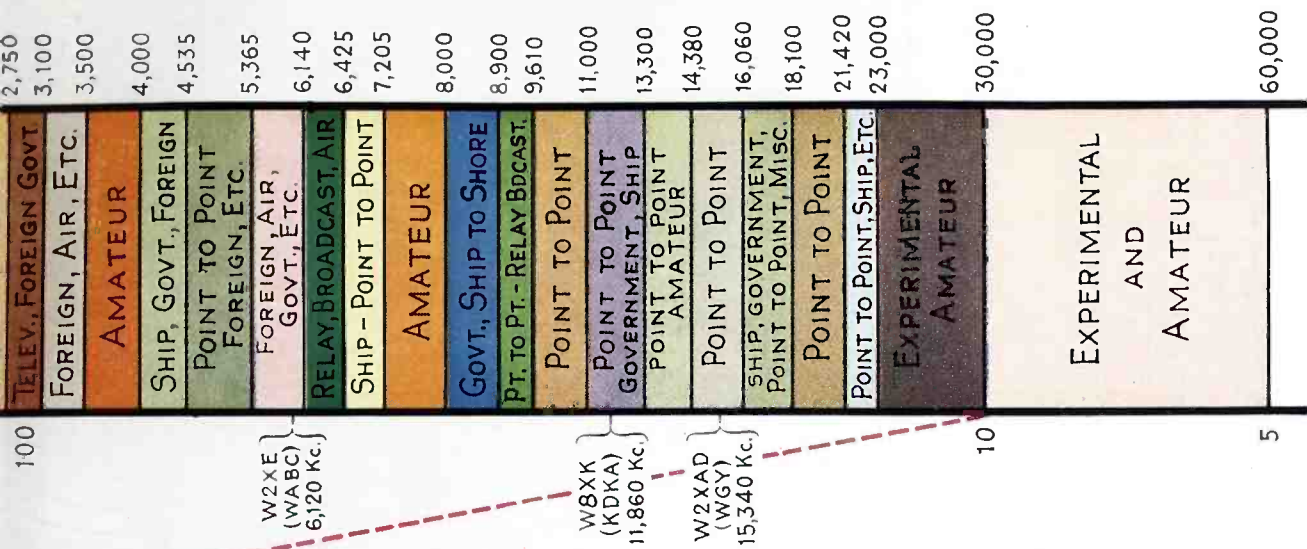 2,750
3,100
3,500
4,000
4,535
5,365
6,140
6,425
7,205
8,000
8,900
9,610
11,000
13,300
14,380
16,060
18,100
21,420
23,000
30,000
60,000
TELEV., FOREIGN GOVT.
FOREIGN, AIR, ETC.
AMATEUR
SHIP, GOVT., FOREIGN
POINT TO POINT
FOREIGN, ETC.
FOREIGN, AIR,
GOVT., ETC.
RELAY, BROADCAST, AIR
SHIP - POINT TO POINT
AMATEUR
GOVT., SHIP TO SHORE
PT. TO PT. - RELAY BDCAST.
POINT TO POINT
POINT TO POINT
GOVERNMENT, SHIP
POINT TO POINT
AMATEUR
POINT TO POINT
SHIP, GOVERNMENT,
POINT TO POINT, MISC.
POINT TO POINT
POINT TO POINT, SHIP, ETC.
EXPERIMENTAL
AMATEUR
EXPERIMENTAL
AND
AMATEUR
100
W2XE
(WABC)
6,120 Kc.
W8XK
(KDKA)
11,860 Kc.
W2XAD
(WGY)
15,340 Kc.
10
5